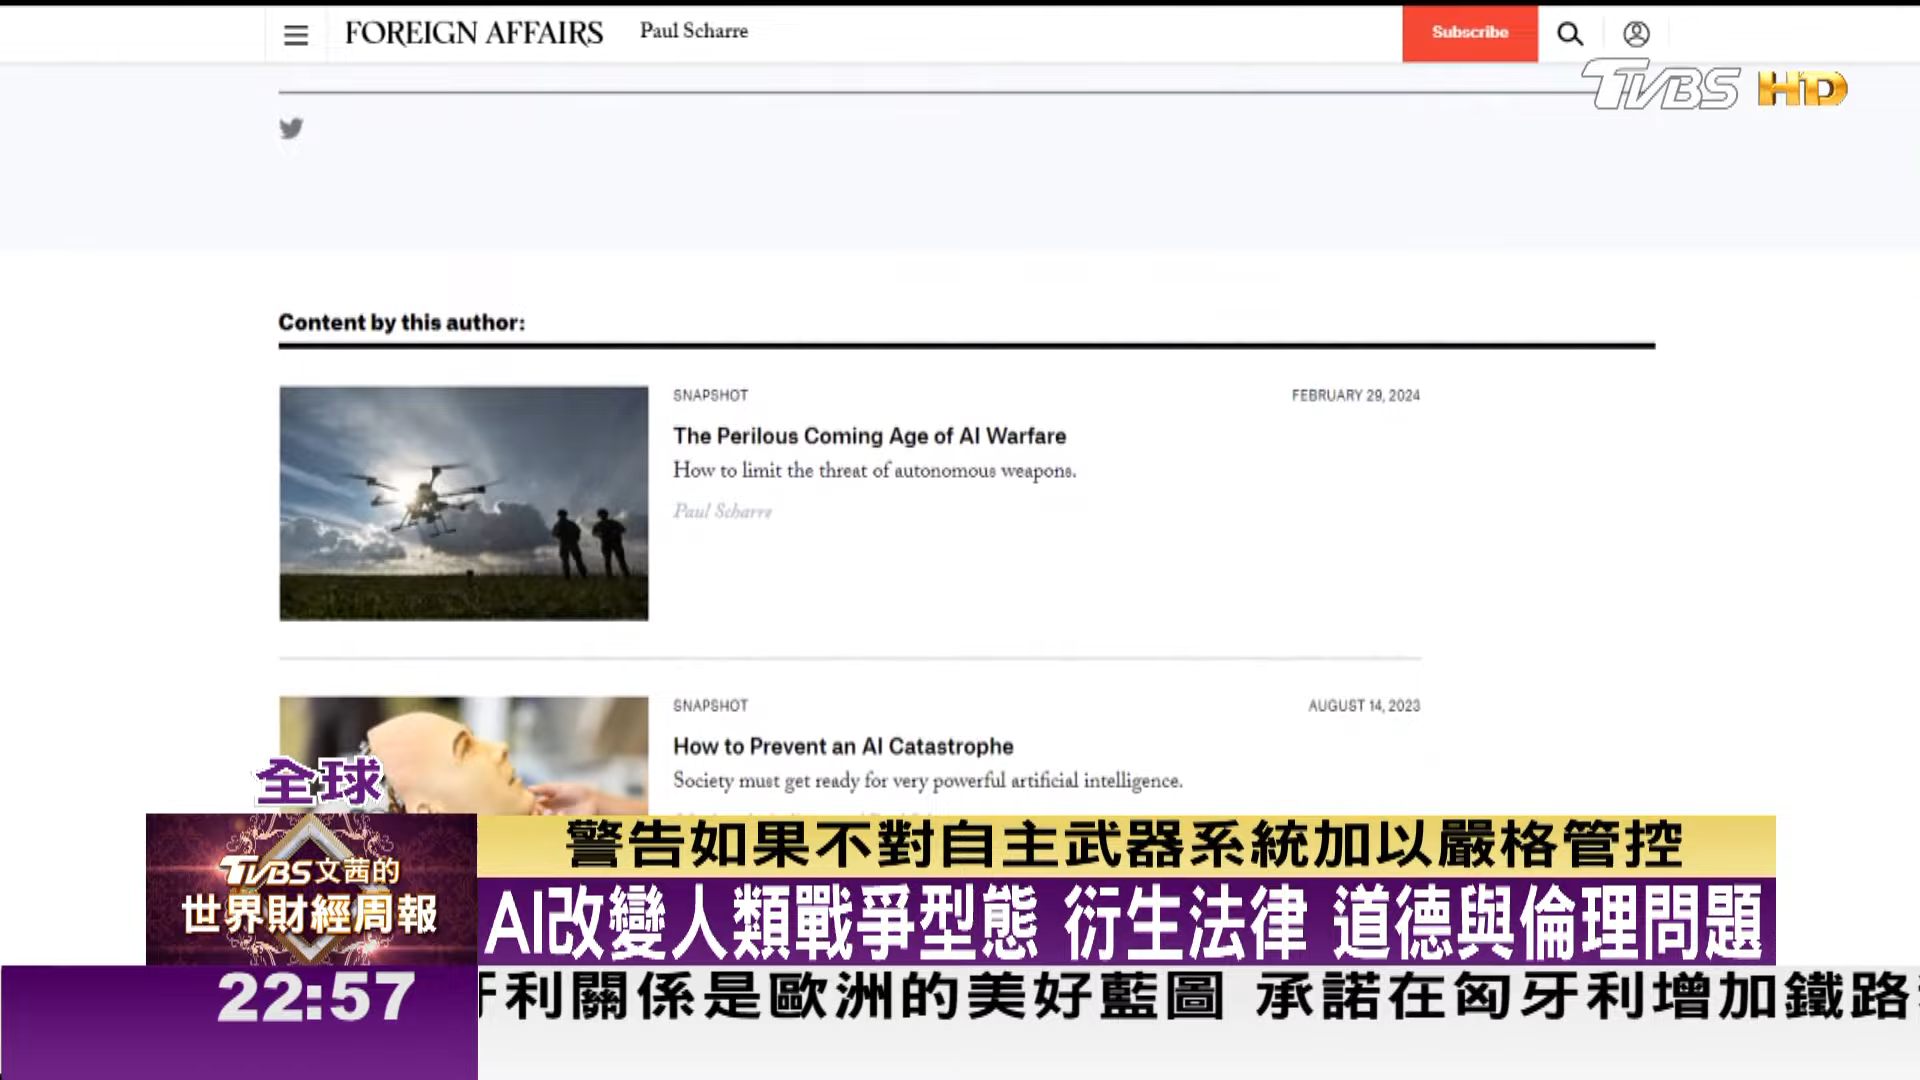 FOREIGN AFFAIRS
Paul Scharre
Subscribe
TVBS HD
Content by this author:
SNAPSHOT
FEBRUARY 29, 2024
The Perilous Coming Age of AI Warfare
How to limit the threat of autonomous weapons.
Paul Scharre
SNAPSHOT
AUGUST 14, 2023
How to Prevent an AI Catastrophe
Society must get ready for very powerful artificial intelligence.
全球
TVBS文茜的
世界財經周報
警告如果不對自主武器系統加以嚴格管控
AI改變人類戰爭型態 衍生法律 道德與倫理問題
22:57
牙利關係是歐洲的美好藍圖 承諾在匈牙利增加鐵路